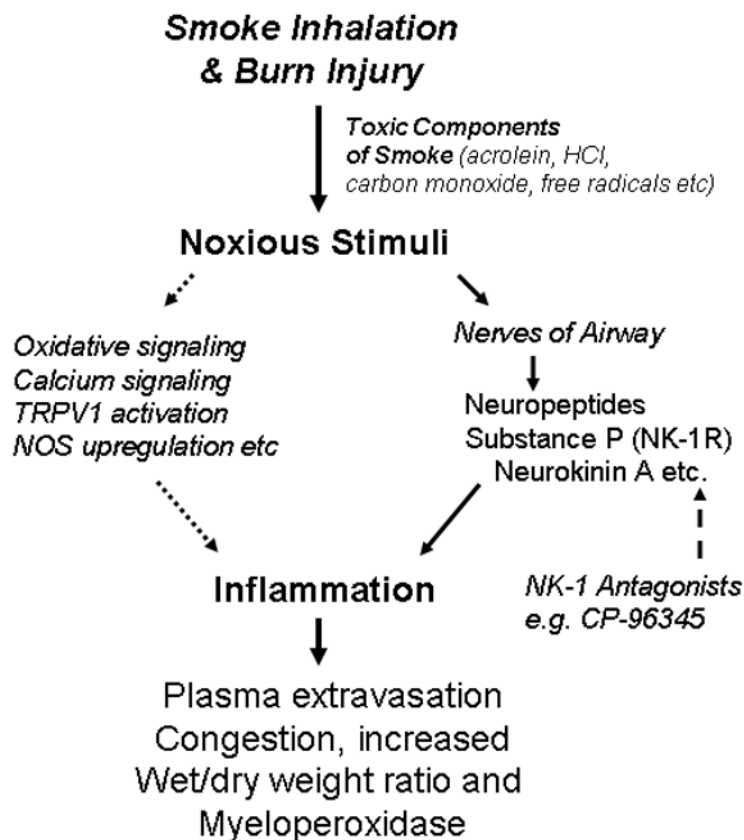 Smoke Inhalation
& Burn Injury
Toxic Components
of Smoke (acrolein, HCl,
carbon monoxide, free radicals etc)
Noxious Stimuli
Oxidative signaling
Calcium signaling
TRPV1 activation
NOS upregulation etc
Nerves of Airway
Neuropeptides
Substance P (NK-1R)
Neurokinin A etc.
Inflammation
NK-1 Antagonists
e.g. CP-96345
Plasma extravasation
Congestion, increased
Wet/dry weight ratio and
Myeloperoxidase